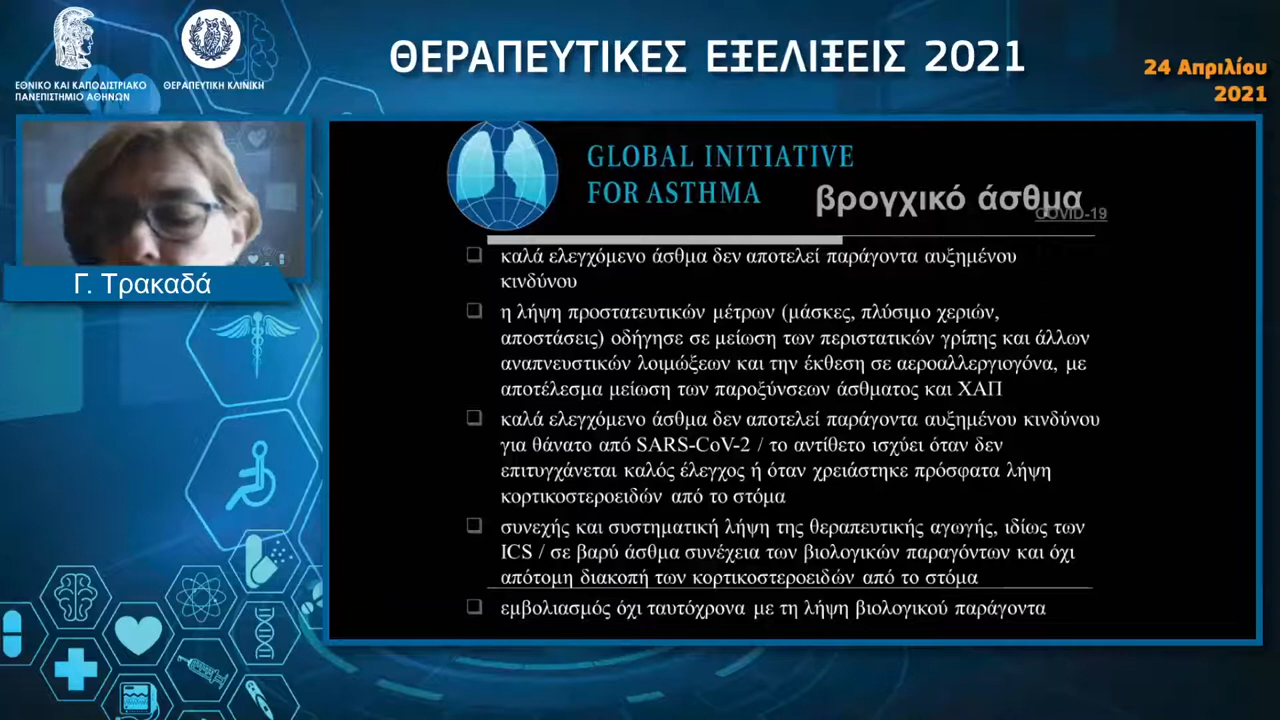 ΕΘΝΙΚΟ ΚΑΙ ΚΑΠΟΔΙΣΤΡΙΑΚΟ
ΠΑΝΕΠΙΣΤΗΜΙΟ ΑΘΗΝΩΝ
ΘΕΡΑΠΕΥΤΙΚΗ ΚΛΙΝΙΚΗ
ΘΕΡΑΠΕΥΤΙΚΕΣ ΕΞΕΛΙΞΕΙΣ 2021
24 Απριλίου
2021
Γ. Τρακαδά
GLOBAL INITIATIVE
FOR ASTHMA
βρογχικό άσθμα
COVID-19
καλά ελεγχόμενο άσθμα δεν αποτελεί παράγοντα αυξημένου
κινδύνου
η λήψη προστατευτικών μέτρων (μάσκες, πλύσιμο χεριών,
αποστάσεις) οδήγησε σε μείωση των περιστατικών γρίπης και άλλων
αναπνευστικών λοιμώξεων και την έκθεση σε αεροαλλεργιογόνα, με
αποτέλεσμα μείωση των παροξύνσεων άσθματος και ΧΑΠ
καλά ελεγχόμενο άσθμα δεν αποτελεί παράγοντα αυξημένου κινδύνου
για θάνατο από SARS-CoV-2 / το αντίθετο ισχύει όταν δεν
επιτυγχάνεται καλός έλεγχος ή όταν χρειάστηκε πρόσφατα λήψη
κορτικοστεροειδών από το στόμα
συνεχής και συστηματική λήψη της θεραπευτικής αγωγής, ιδίως των
ICS / σε βαρύ άσθμα συνέχεια των βιολογικών παραγόντων και όχι
απότομη διακοπή των κορτικοστεροειδών από το στόμα
εμβολιασμός όχι ταυτόχρονα με τη λήψη βιολογικού παράγοντα